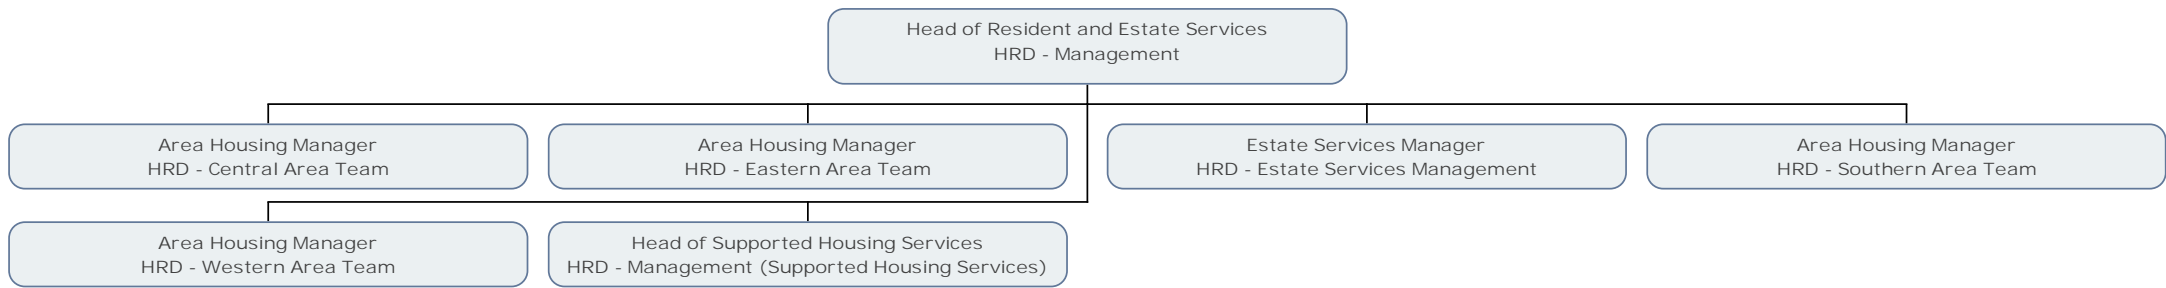 Head of Resident and Estate Services
HRD - Management
Area Housing Manager
HRD - Central Area Team
Area Housing Manager
HRD - Eastern Area Team
Estate Services Manager
HRD - Estate Services Management
Area Housing Manager
HRD - Southern Area Team
Area Housing Manager
HRD - Western Area Team
Head of Supported Housing Services
HRD - Management (Supported Housing Services)